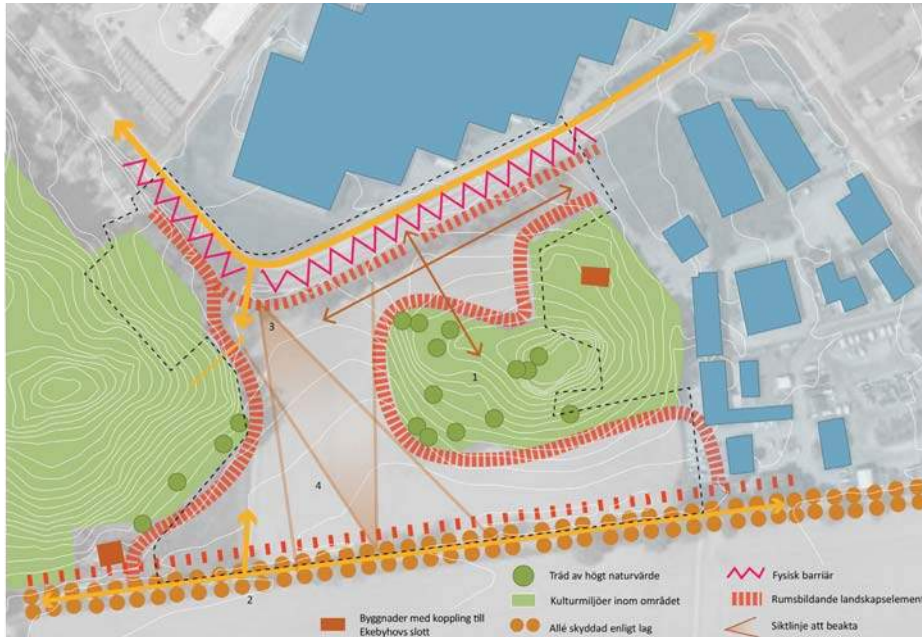 3
1
4
2
Träd av högt naturvärde
Fysisk barriär
Kulturmiljöer inom området
Rumsbildande landskapselement
Byggnader med koppling till
Ekebyhovs slott
Allé skyddad enligt lag
Siktlinje att beakta